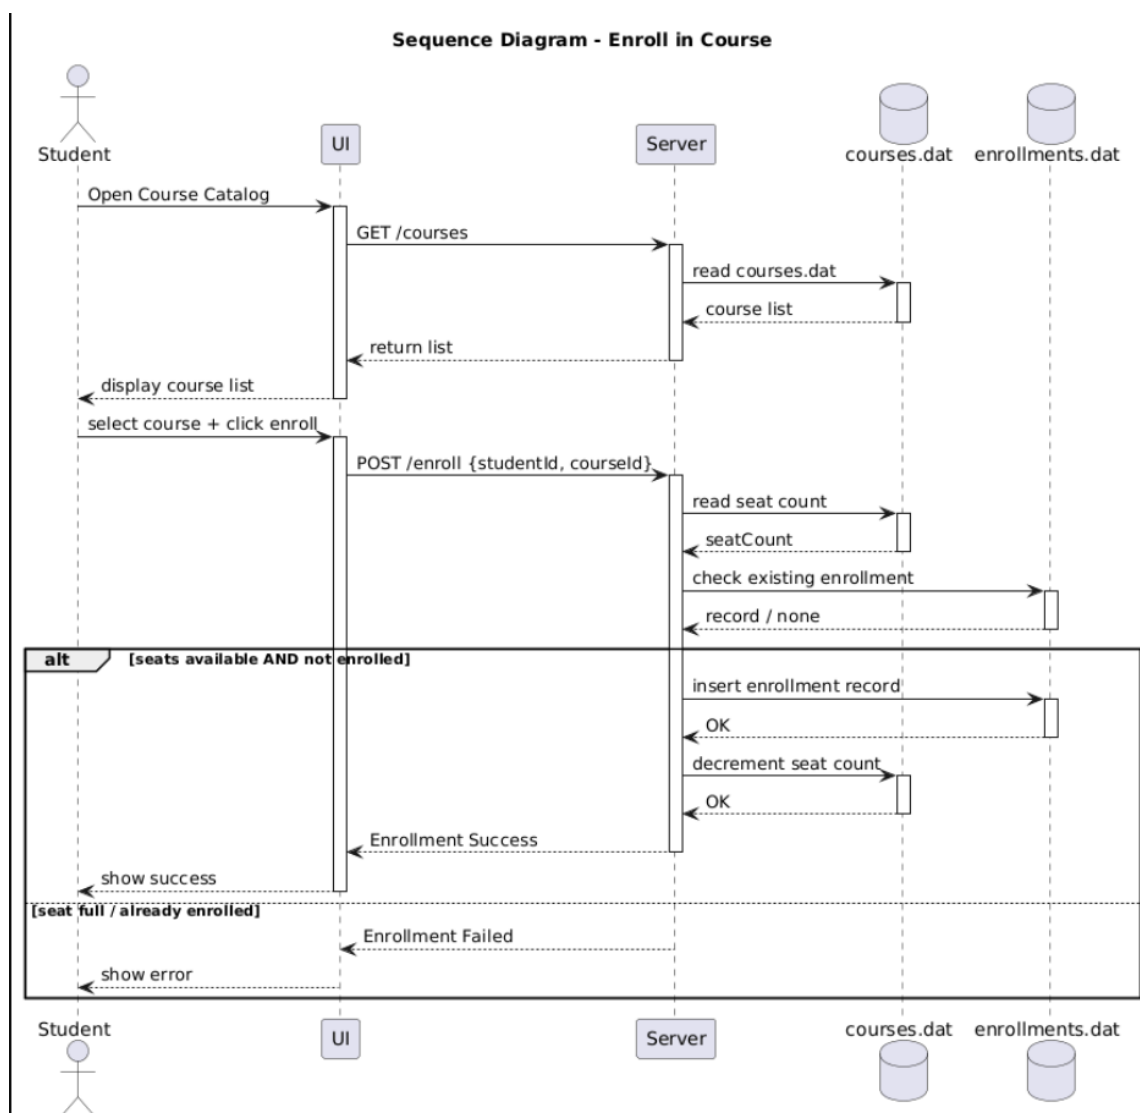 Sequence Diagram - Enroll in Course
Student
UI
Server
courses.dat
enrollments.dat
Open Course Catalog
GET /courses
read courses.dat
course list
return list
display course list
select course + click enroll
POST /enroll {studentId, courseId}
read seat count
seatCount
check existing enrollment
record / none
alt
[seats available AND not enrolled]
insert enrollment record
OK
decrement seat count
OK
Enrollment Success
show success
[seat full / already enrolled]
Enrollment Failed
show error
Student
UI
Server
courses.dat
enrollments.dat